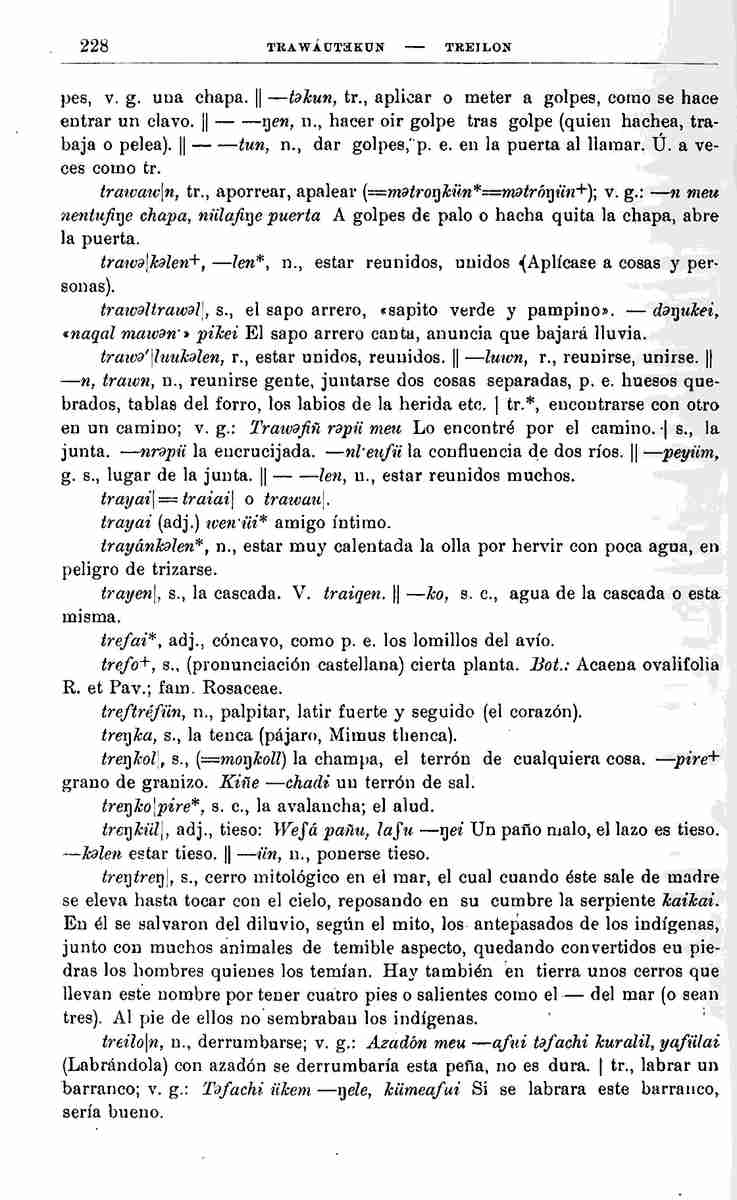 228 TRAWÁUTƏKUN — TREILON
pes, v. g. una chapa. || —təkun, tr., aplicar o meter a golpes, como se hace
entrar un clavo. || — —ŋen, n., hacer oir golpe tras golpe (quien hachea, tra-
baja o pelea). || — —tun, n., dar golpes, p. e. en la puerta al llamar. Ú. a ve-
ces como tr.
trawaw|n, tr., aporrear, apalear (=mətroŋkün*=mətróŋün+); v. g.: —n meu
nentufiŋe chapa, nülafiŋe puerta A golpes de palo o hacha quita la chapa, abre
la puerta.
trawə|kəlen+, —len*, n., estar reunidos, unidos (Aplícase a cosas y per-
sonas).
trawəltrawəl|, s., el sapo arrero, «sapito verde y pampino». — dəŋukei,
«naqal mawən·» pikei El sapo arrero canta, anuncia que bajará lluvia.
trawə'|luukəlen, r., estar unidos, reunidos. || —luwn, r., reunirse, unirse. ||
—n, trawn, n., reunirse gente, juntarse dos cosas separadas, p. e. huesos que-
brados, tablas del forro, los labios de la herida etc. | tr.*, encontrarse con otro
en un camino; v. g.: Trawəfiñ rəpü meu Lo encontré por el camino. | s., la
junta. —nrəpü la encrucijada. —nl·eufü la confluencia de dos ríos. || —peyüm,
g. s., lugar de la junta. || — —len, n., estar reunidos muchos.
trayai|=traiai| o trawau|.
trayai (adj.) wen·üi* amigo íntimo.
trayánkəlen*, n., estar muy calentada la olla por hervir con poca agua, en
peligro de trizarse.
trayen|, s., la cascada. V. traiqen. || —ko, s. c., agua de la cascada o esta
misma.
trefai*, adj., cóncavo, como p. e. los lomillos del avío.
trefo+, s., (pronunciación castellana) cierta planta. Bot.: Acaena ovalifolia
R. et Pav.; fam. Rosaceae.
treftréfün, n., palpitar, latir fuerte y seguido (el corazón).
treŋka, s., la tenca (pájaro, Mimus thenca).
treŋkol|, s., (=moŋkoll) la champa, el terrón de cualquiera cosa. —pire+
grano de granizo. Kiñe —chadi un terrón de sal.
treŋko|pire*, s. c., la avalancha; el alud.
treŋkül|, adj., tieso: Wefá pañu, lafu —ŋei Un paño malo, el lazo es tieso.
—kəlen estar tieso. || —ün, n., ponerse tieso.
treŋtreŋ|, s., cerro mitológico en el mar, el cual cuando éste sale de madre
se eleva hasta tocar con el cielo, reposando en su cumbre la serpiente kaikai.
En él se salvaron del diluvio, según el mito, los antepasados de los indígenas,
junto con muchos animales de temible aspecto, quedando convertidos en pie-
dras los hombres quienes los temían. Hay también en tierra unos cerros que
llevan este nombre por tener cuatro pies o salientes como el — del mar (o sean
tres). Al pie de ellos no sembraban los indígenas.
treilo|n, n., derrumbarse; v. g.: Azadón meu —afui təfachi kuralil, yafülai
(Labrándola) con azadón se derrumbaría esta peña, no es dura. | tr., labrar un
barranco; v. g.: Təfachi ükem —ŋele, kümeafui Si se labrara este barranco,
sería bueno.